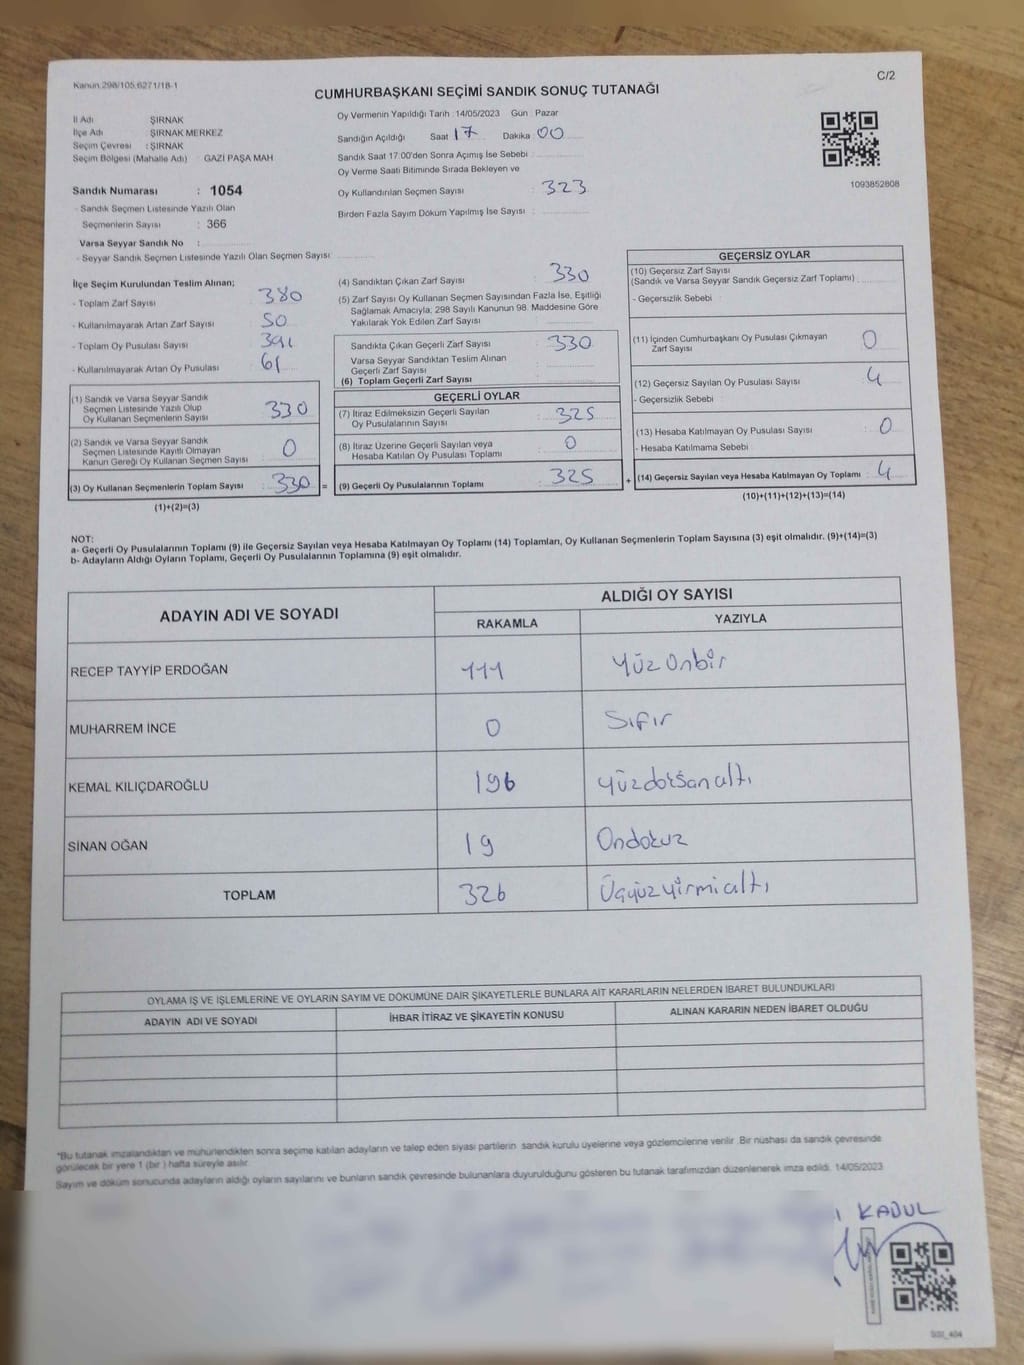 Kanun 298/105,6271/18-1
C/2
CUMHURBAŞKANI SEÇİMİ SANDIK SONUÇ TUTANAĞI
İl Adı ŞIRNAK
İlçe Adı : ŞIRNAK MERKEZ
Seçim Çevresi : ŞIRNAK
Seçim Bölgesi (Mahalle Adı) : GAZİ PAŞA MAH
Sandık Numarası : 1054
- Sandık Seçmen Listesinde Yazılı Olan
Seçmenlerin Sayısı : 366
Varsa Seyyar Sandık No :
- Seyyar Sandık Seçmen Listesinde Yazılı Olan Seçmen Sayısı
Oy Vermenin Yapıldığı Tarih :14/05/2023 Gün : Pazar
Sandığın Açıldığı Saat 17 Dakika 00
Sandık Saat 17.00'den Sonra Açımış İse Sebebi :
Oy Verme Saati Bitiminde Sırada Bekleyen ve
Oy Kullandırılan Seçmen Sayısı : 323
Birden Fazla Sayım Döküm Yapılmış İse Sayısı :
1093852808
İlçe Seçim Kurulundan Teslim Alınan;
- Toplam Zarf Sayısı : 380
- Kullanılmayarak Artan Zarf Sayısı : 50
- Toplam Oy Pusulası Sayısı : 391
- Kullanılmayarak Artan Oy Pusulası : 61
(1) Sandık ve Varsa Seyyar Sandık
Seçmen Listesinde Yazılı Olup
Oy Kullanan Seçmenlerin Sayısı : 330
(2) Sandık ve Varsa Seyyar Sandık
Seçmen Listesinde Kayıtlı Olmayan
Kanun Gereği Oy Kullanan Seçmen Sayısı : 0
(3) Oy Kullanan Seçmenlerin Toplam Sayısı : 330 =
(1)+(2)=(3)
(4) Sandıktan Çıkan Zarf Sayısı : 330
(5) Zarf Sayısı Oy Kullanan Seçmen Sayısından Fazla İse, Eşitliği
Sağlamak Amacıyla; 298 Sayılı Kanunun 98. Maddesine Göre
Yakılarak Yok Edilen Zarf Sayısı :
Sandıkta Çıkan Geçerli Zarf Sayısı : 330
Varsa Seyyar Sandıktan Teslim Alınan
Geçerli Zarf Sayısı :
(6) Toplam Geçerli Zarf Sayısı :
GEÇERLİ OYLAR
(7) İtiraz Edilmeksizin Geçerli Sayılan
Oy Pusulalarının Sayısı : 325
(8) İtiraz Üzerine Geçerli Sayılan veya
Hesaba Katılan Oy Pusulası Toplamı : 0
(9) Geçerli Oy Pusulalarının Toplamı : 325 +
GEÇERSİZ OYLAR
(10) Geçersiz Zarf Sayısı
(Sandık ve Varsa Seyyar Sandık Geçersiz Zarf Toplamı) :
- Geçersizlik Sebebi :
(11) İçinden Cumhurbaşkanı Oy Pusulası Çıkmayan
Zarf Sayısı : 0
(12) Geçersiz Sayılan Oy Pusulası Sayısı : 4
- Geçersizlik Sebebi :
(13) Hesaba Katılmayan Oy Pusulası Sayısı : 0
- Hesaba Katılmama Sebebi :
(14) Geçersiz Sayılan veya Hesaba Katılmayan Oy Toplamı : 4
(10)+(11)+(12)+(13)=(14)
NOT:
a- Geçerli Oy Pusulalarının Toplamı (9) ile Geçersiz Sayılan veya Hesaba Katılmayan Oy Toplamı (14) Toplamları, Oy Kullanan Seçmenlerin Toplam Sayısına (3) eşit olmalıdır. (9)+(14)=(3)
b- Adayların Aldığı Oyların Toplamı, Geçerli Oy Pusulalarının Toplamına (9) eşit olmalıdır.
ADAYIN ADI VE SOYADI
ALDIĞI OY SAYISI
RAKAMLA YAZIYLA
RECEP TAYYİP ERDOĞAN 111 Yüz Onbir
MUHARREM İNCE 0 Sıfır
KEMAL KILIÇDAROĞLU 196 Yüzdoksanaltı
SİNAN OĞAN 19 Ondokuz
TOPLAM 326 Üçyüzyirmialtı
OYLAMA İŞ VE İŞLEMLERİNE VE OYLARIN SAYIM VE DÖKÜMÜNE DAİR ŞİKAYETLERLE BUNLARA AİT KARARLARIN NELERDEN İBARET BULUNDUKLARI
ADAYIN ADI VE SOYADI İHBAR İTİRAZ VE ŞİKAYETİN KONUSU ALINAN KARARIN NEDEN İBARET OLDUĞU
*Bu tutanak imzalandıktan ve mühürlendikten sonra seçime katılan adayların ve talep eden siyasi partilerin sandık kurulu üyelerine veya gözlemcilerine verilir. Bir nüshası da sandık çevresinde
görülecek bir yere 1 (bir ) hafta süreyle asılır.
Sayım ve döküm sonucunda adayların aldığı oyların sayılarını ve bunların sandık çevresinde bulunanlara duyurulduğunu gösteren bu tutanak tarafımızdan düzenlenerek imza edildi. 14/05/2023
KABUL